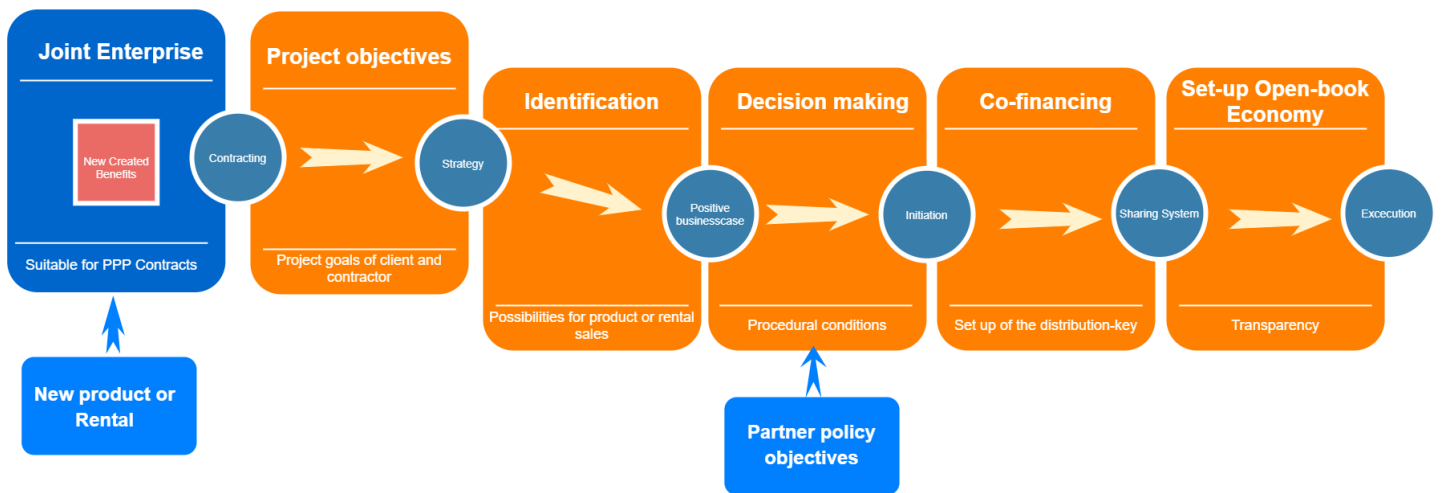 Joint Enterprise
New Created
Benefits
Suitable for PPP Contracts
New product or
Rental
Contracting
Project objectives
Project goals of client and
contractor
Strategy
Identification
Possibilities for product or rental
sales
Positive
businesscase
Decision making
Procedural conditions
Partner policy
objectives
Initiation
Co-financing
Set up of the distribution-key
Sharing System
Set-up Open-book
Economy
Transparency
Excecution